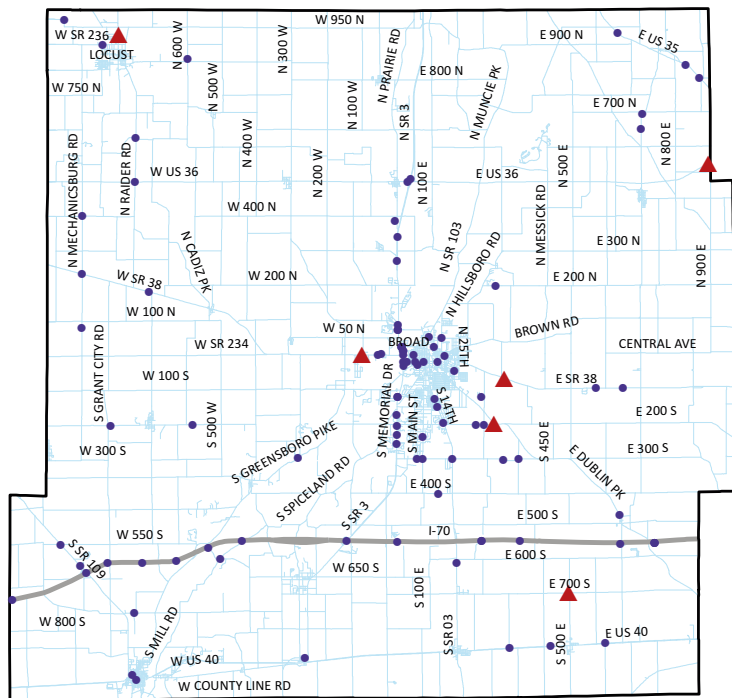 W 950 N
W SR 236
LOCUST
N 600 W
N 300 W
N PRAIRIE RD
E 900 N
E US 35
W 750 N
N 500 W
N 100 W
N SR 3
E 800 N
N MUNCIE PK
E 700 N
N 800 E
N MECHANICSBURG RD
N RAIDER RD
W US 36
N 400 W
N 200 W
N 100 E
E US 36
N 500 E
W 400 N
N CADIZ PK
N SR 103
N HILLSBORO RD
N MESSICK RD
E 300 N
N 900 E
W SR 38
W 200 N
E 200 N
W 100 N
W 50 N
BROAD
N 25TH
BROWN RD
CENTRAL AVE
W SR 234
S GRANT CITY RD
W 100 S
S MEMORIAL DR
S MAIN ST
S 14TH
E SR 38
E 200 S
S 500 W
S 450 E
W 300 S
S GREENSBORO PIKE
E 300 S
S SPICELAND RD
E 400 S
E DUBLIN PK
E 500 S
S SR 109
W 550 S
S SR 3
I-70
E 600 S
W 650 S
S 100 E
E 700 S
W 800 S
S MILL RD
S SR 03
S 500 E
E US 40
W US 40
W COUNTY LINE RD